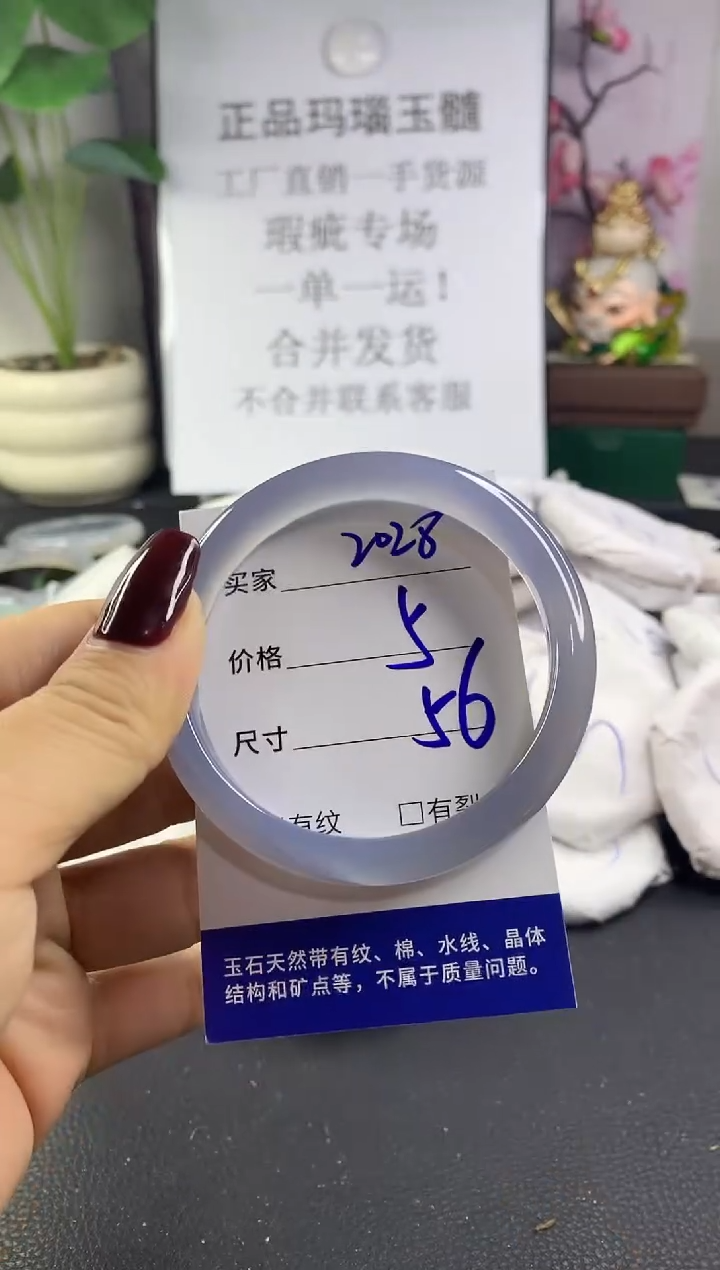 正品玛瑙玉髓
工厂直销一手货源
瑕疵专场
一单一运！
合并发货
不合并联系客服
买家 2028
价格 5
尺寸 56
有纹 □有裂
玉石天然带有纹、棉、水线、晶体
结构和矿点等，不属于质量问题。